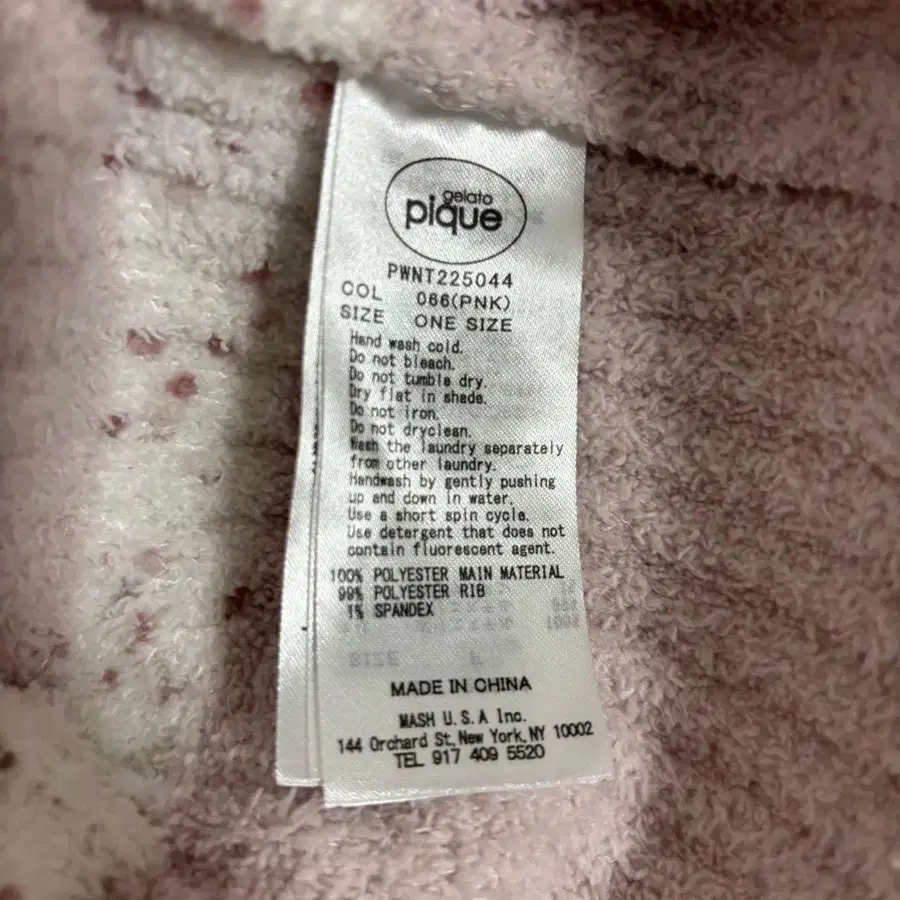 gelato
pique
PWNT225044
COL 066(PNK)
SIZE ONE SIZE
Hand wash cold.
Do not bleach.
Do not tumble dry.
Dry flat in shade.
Do not iron.
Do not dryclean.
Wash the laundry separately
from other laundry.
Handwash by gently pushing
up and down in water.
Use a short spin cycle.
Use detergent that does not
contain fluorescent agent.
100% POLYESTER MAIN MATERIAL
99% POLYESTER RIB
1% SPANDEX
MADE IN CHINA
MASH U.S.A Inc.
144 Orchard St, New York, NY 10002
TEL 917 409 5520